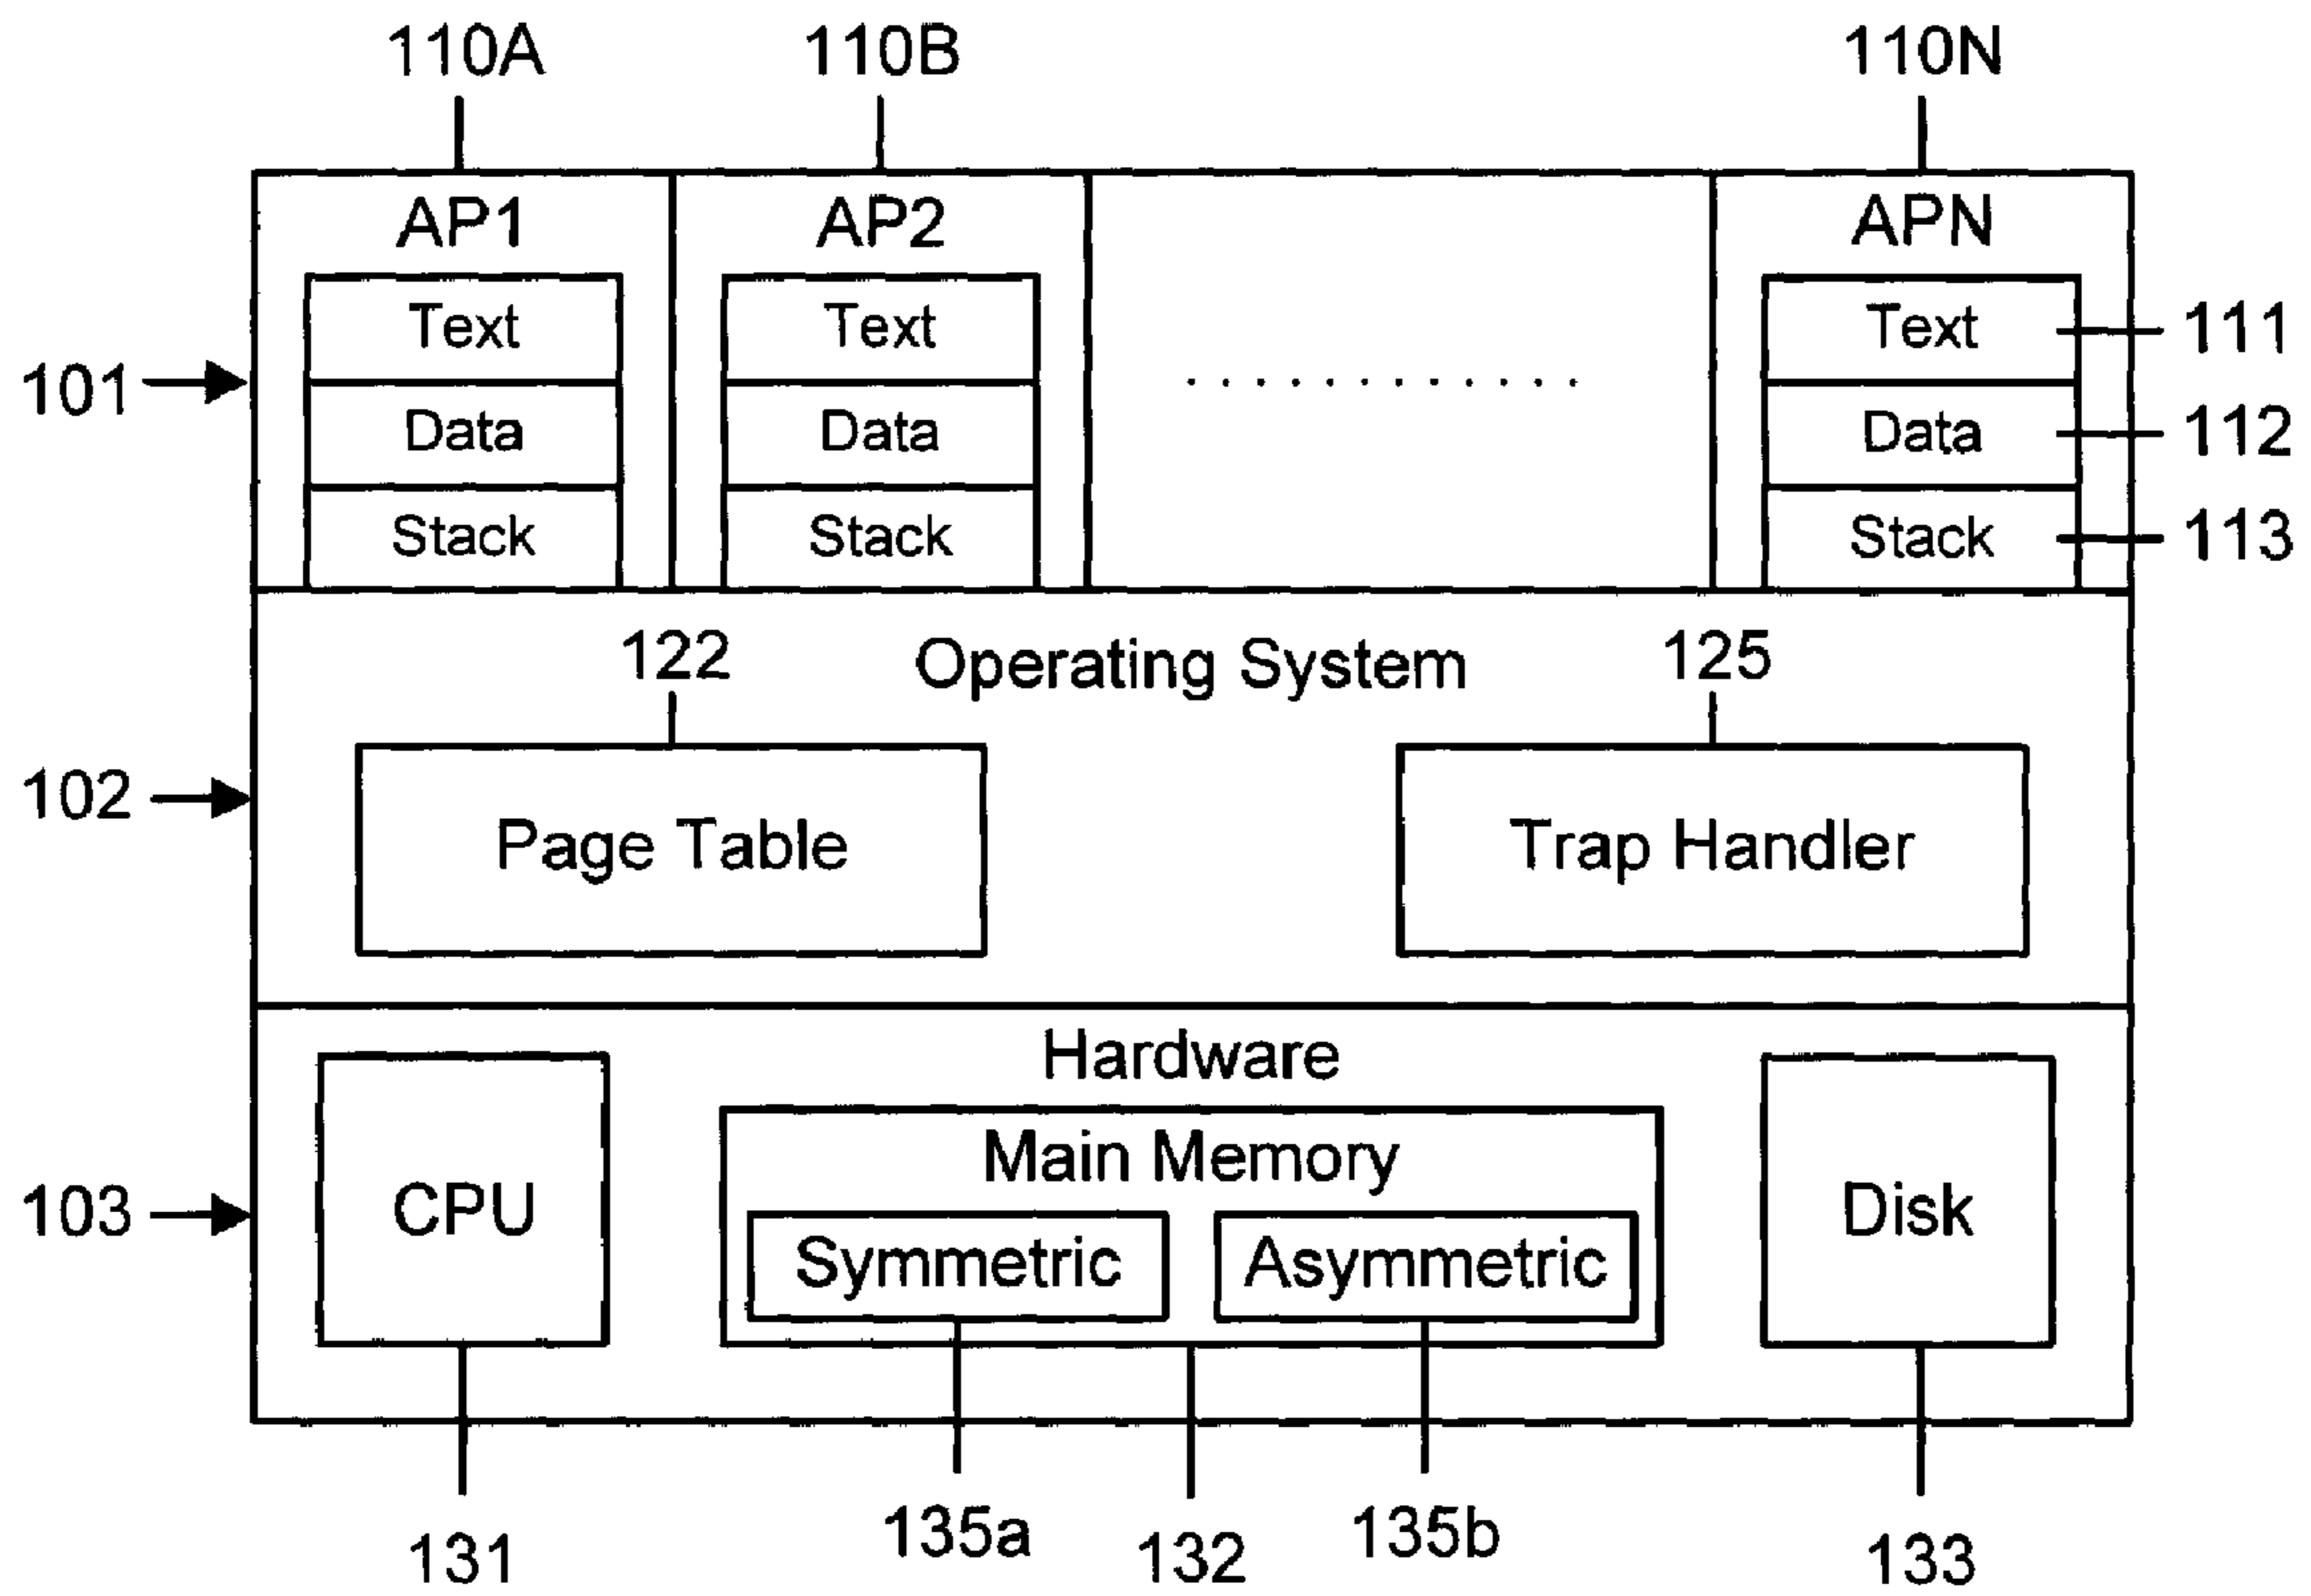 110A 110B 110N
AP1 AP2 APN
Text Text Text 111
101
Data Data Data 112
Stack Stack Stack 113
122 Operating System 125
102
Page Table Trap Handler
Hardware
Main Memory
103 CPU Disk
Symmetric Asymmetric
135a 135b
131 132 133